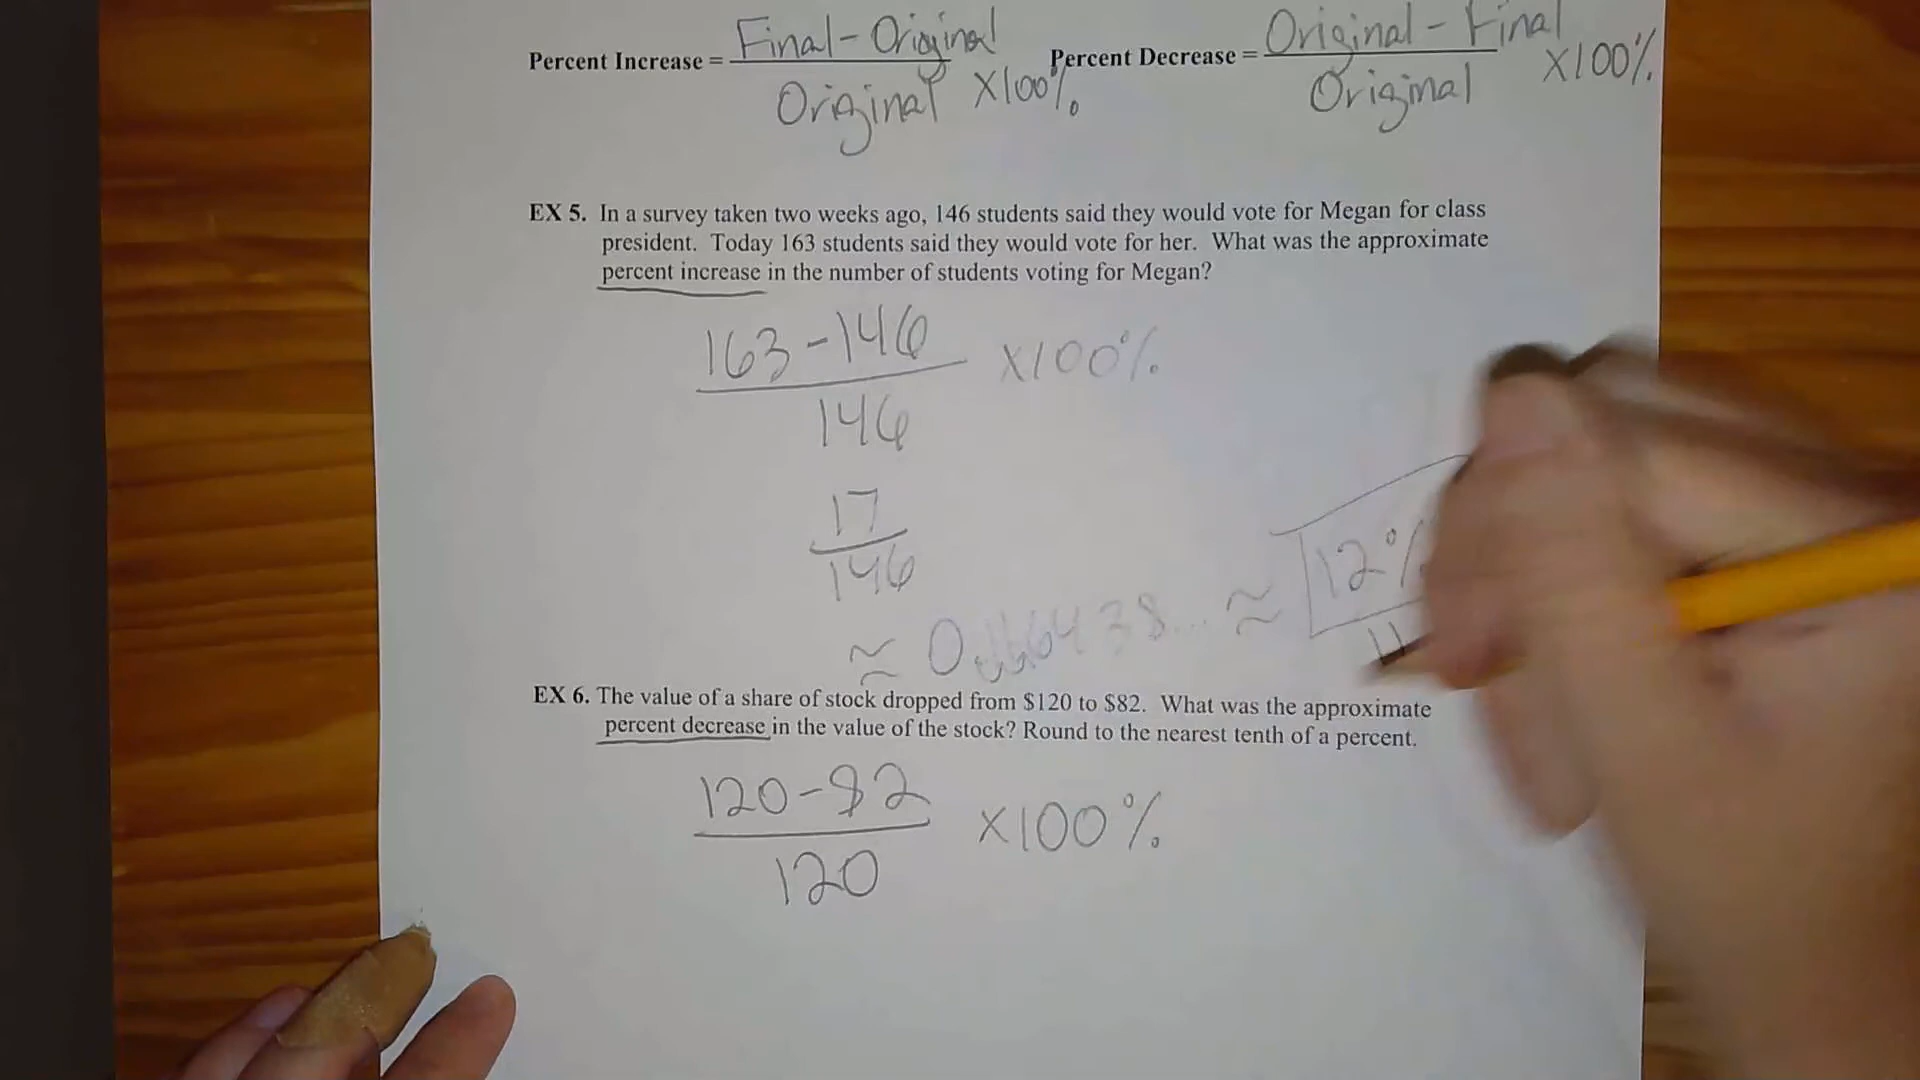 Final - Original
Percent Increase =
Original X100%
Original - Final
Percent Decrease =
Original X100%
EX 5. In a survey taken two weeks ago, 146 students said they would vote for Megan for class
president. Today 163 students said they would vote for her. What was the approximate
percent increase in the number of students voting for Megan?
163 - 146
146
X100%
17
146
≈ 0.116438... ≈ 12%
EX 6. The value of a share of stock dropped from $120 to $82. What was the approximate
percent decrease in the value of the stock? Round to the nearest tenth of a percent.
120 - 82
120
X100%